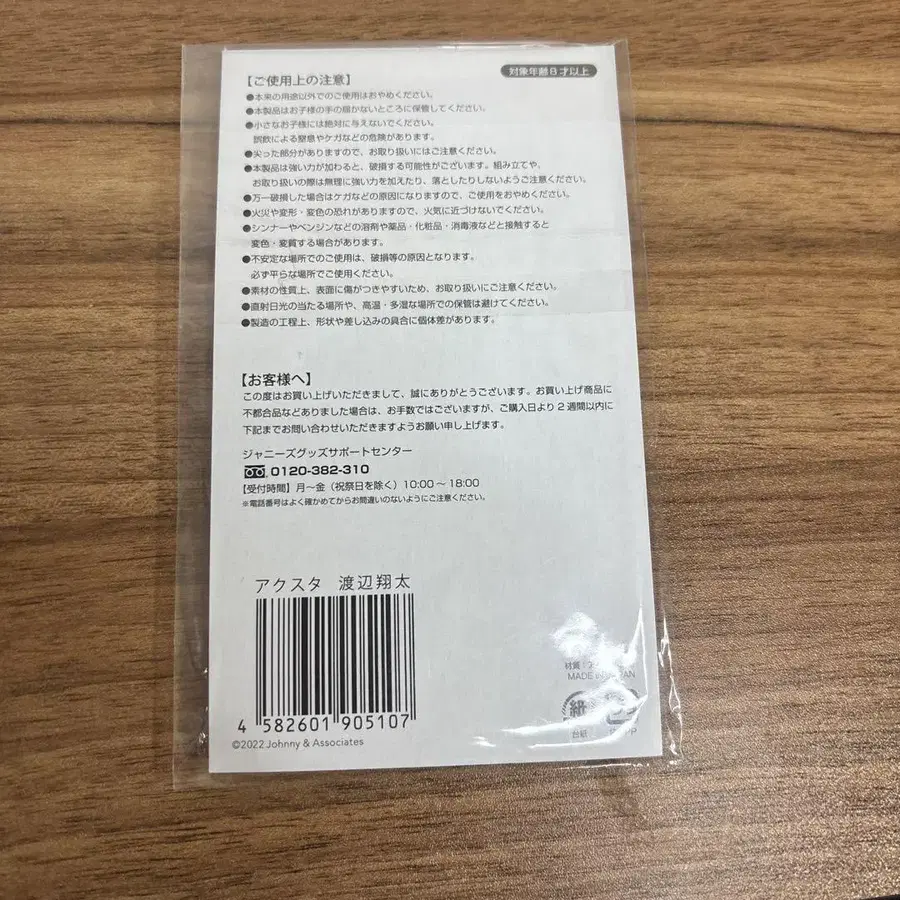 対象年齢8才以上
【ご使用上の注意】
●本来の用途以外でのご使用はおやめください。
●本製品はお子様の手の届かないところに保管してください。
●小さなお子様には絶対に与えないでください。
誤飲による窒息やケガなどの危険があります。
●尖った部分がありますので、お取り扱いにはご注意ください。
●本製品は強い力が加わると、破損する可能性がございます。組み立てや、
お取り扱いの際は無理に強い力を加えたり、落としたりしないようご注意ください。
●万一破損した場合はケガなどの原因になりますので、ご使用をおやめください。
●火災や変形・変色の恐れがありますので、火気に近づけないでください。
●シンナーやベンジンなどの溶剤や薬品・化粧品・消毒液などと接触すると
変色・変質する場合があります。
●不安定な場所でのご使用は、破損等の原因となります。
必ず平らな場所でご使用ください。
●素材の性質上、表面に傷がつきやすいため、お取り扱いにご注意ください。
●直射日光の当たる場所や、高温・多湿な場所での保管は避けてください。
●製造の工程上、形状や差し込みの具合に個体差があります。
【お客様へ】
この度はお買い上げいただきまして、誠にありがとうございます。お買い上げ商品に
不都合品などありました場合は、お手数ではございますが、ご購入日より2週間以内に
下記までお問い合わせいただきますようお願い申し上げます。
ジャニーズグッズサポートセンター
0120-382-310
【受付時間】月〜金（祝祭日を除く）10:00〜18:00
※電話番号はよく確かめてからお間違いのないようにご注意ください。
アクスタ 渡辺翔太
4 582601 905107
©2022 Johnny & Associates
材質：
MADE IN
紙
台紙
PP